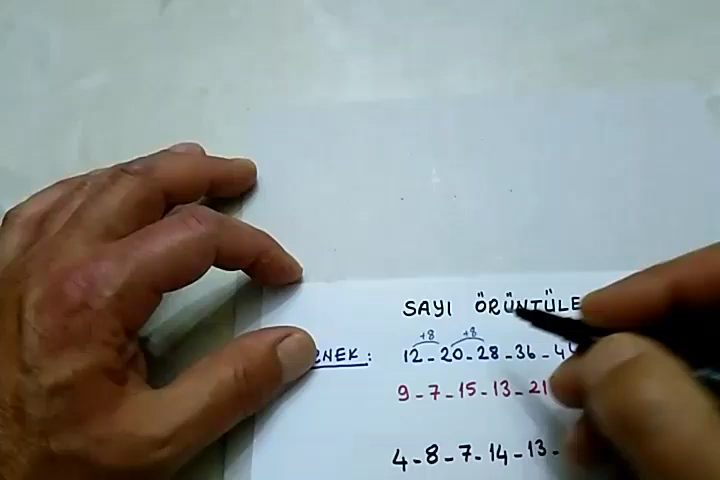 SAYI ÖRÜNTÜLE
+8 +8
NEK : 12 - 20 - 28 - 36 - 44
9 - 7 - 15 - 13 - 21
4 - 8 - 7 - 14 - 13 -